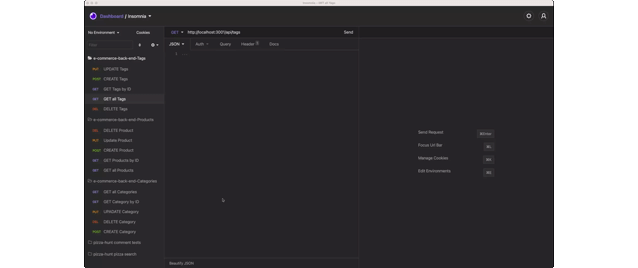 Insomnia - GET all Tags
Dashboard / Insomnia
No Environment
Cookies
GET
http://localhost:3001/api/tags
Send
Filter
JSON
Auth
Query
Header
Docs
1
e-commerce-back-end-Tags
PUT UPDATE Tags
POST CREATE Tags
GET GET Tags by ID
GET GET all Tags
DEL DELETE Tags
e-commerce-back-end-Products
DEL DELETE Product
PUT Update Product
POST CREATE Product
GET GET Products by ID
GET GET all Products
e-commerce-back-end-Categories
GET GET all Categories
GET GET Category by ID
PUT UPADATE Category
DEL DELETE Category
POST CREATE Category
pizza-hunt comment tests
pizza-hunt pizza-search
Send Request
Focus Url Bar
Manage Cookies
Edit Environments
Beautify JSON